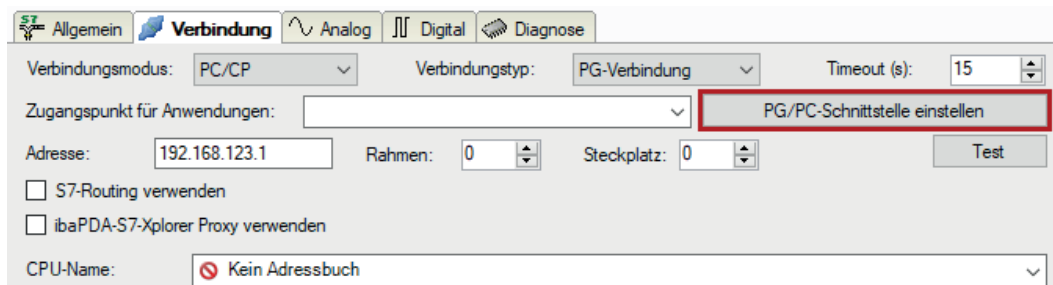 S7 Allgemein Verbindung Analog Digital Diagnose
Verbindungsmodus: PC/CP Verbindungstyp: PG-Verbindung Timeout (s): 15
Zugangspunkt für Anwendungen: PG/PC-Schnittstelle einstellen
Adresse: 192.168.123.1 Rahmen: 0 Steckplatz: 0 Test
S7-Routing verwenden
ibaPDA-S7-Xplorer Proxy verwenden
CPU-Name: Kein Adressbuch